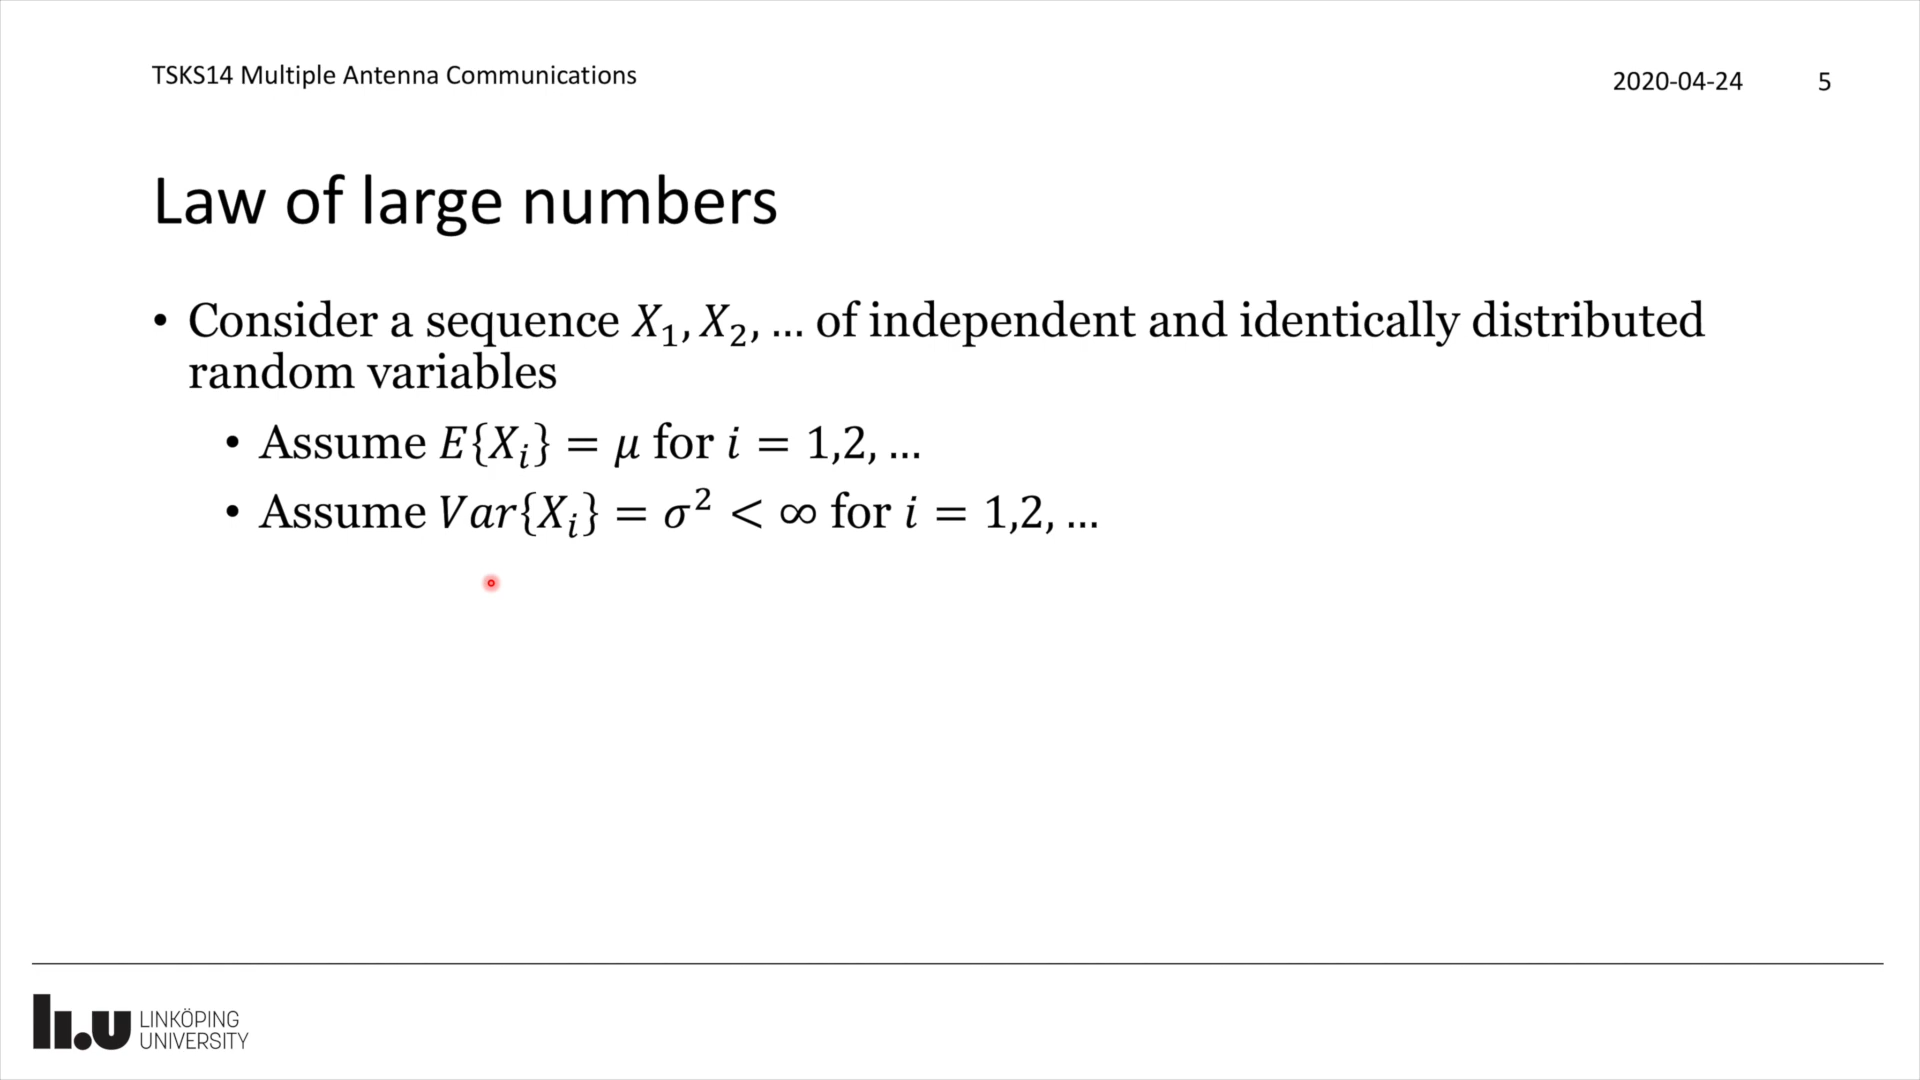 TSKS14 Multiple Antenna Communications
2020-04-24 5
Law of large numbers
• Consider a sequence X₁, X₂, … of independent and identically distributed
random variables
• Assume E{Xᵢ} = μ for i = 1,2, …
• Assume Var{Xᵢ} = σ² < ∞ for i = 1,2, …
li.u LINKÖPING
UNIVERSITY